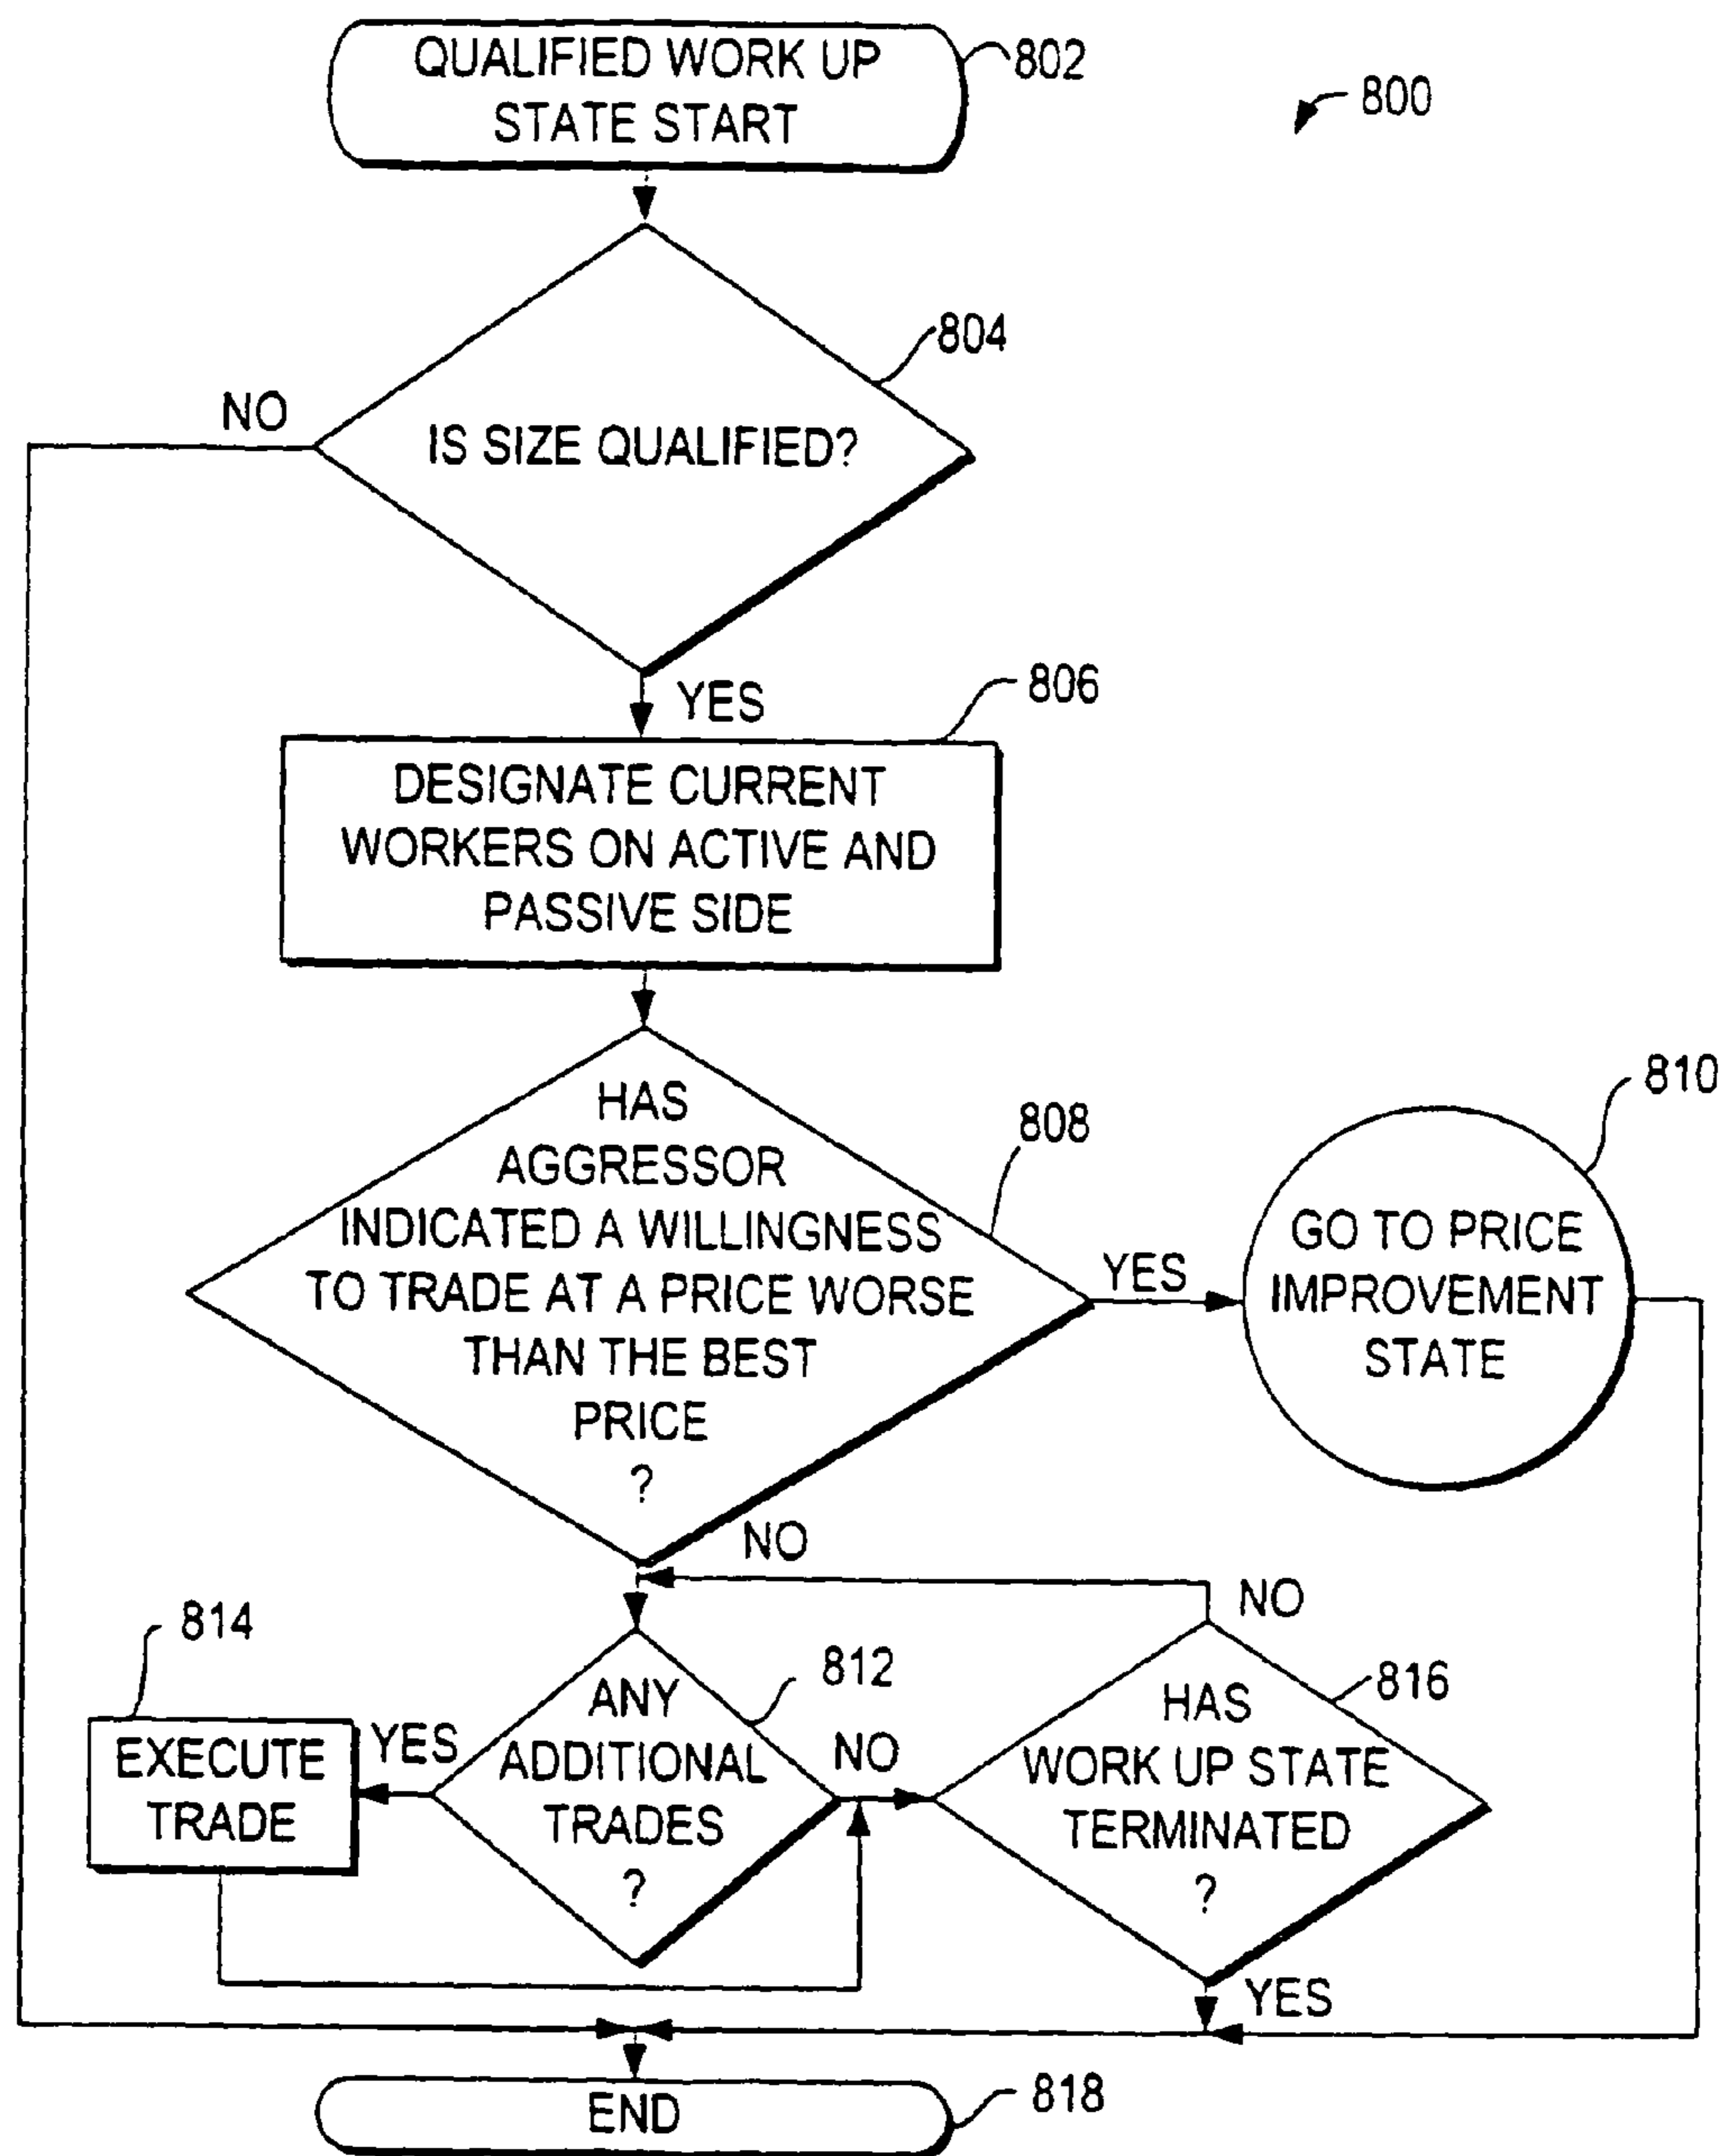 QUALIFIED WORK UP
STATE START
802
800
804
NO
IS SIZE QUALIFIED?
YES
806
DESIGNATE CURRENT
WORKERS ON ACTIVE AND
PASSIVE SIDE
HAS
AGGRESSOR
INDICATED A WILLINGNESS
TO TRADE AT A PRICE WORSE
THAN THE BEST
PRICE
?
808
YES
810
GO TO PRICE
IMPROVEMENT
STATE
NO
NO
814
EXECUTE
TRADE
YES
ANY
ADDITIONAL
TRADES
?
812
NO
HAS
WORK UP STATE
TERMINATED
?
816
YES
END
818